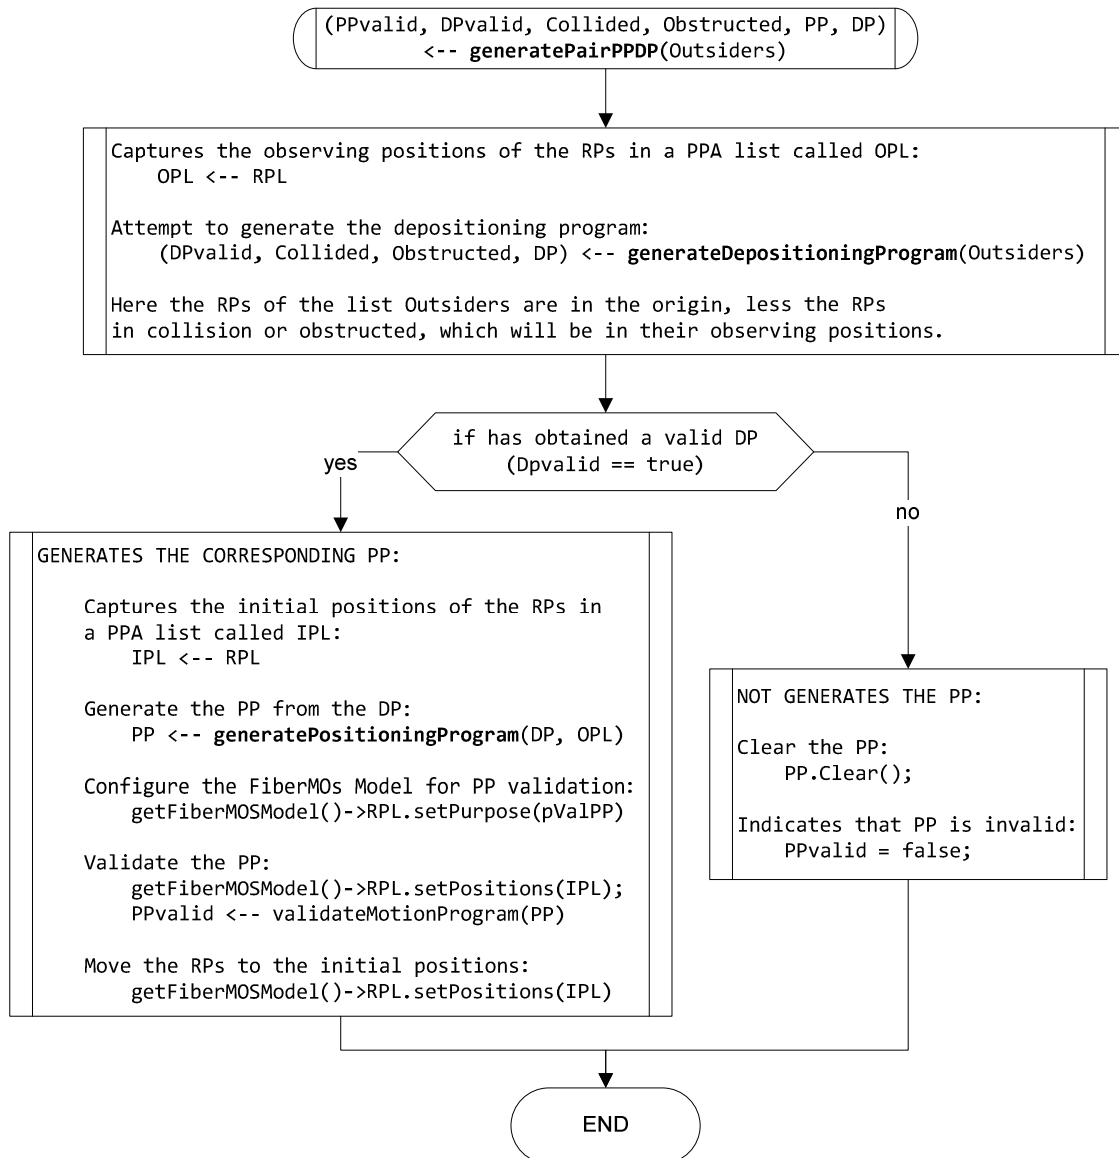 (PPvalid, DPvalid, Collided, Obstructed, PP, DP)
<-- generatePairPPDP(Outsiders)
Captures the observing positions of the RPs in a PPA list called OPL:
OPL <-- RPL
Attempt to generate the depositioning program:
(DPvalid, Collided, Obstructed, DP) <-- generateDepositioningProgram(Outsiders)
Here the RPs of the list Outsiders are in the origin, less the RPs
in collision or obstructed, which will be in their observing positions.
if has obtained a valid DP
(Dpvalid == true)
yes
no
GENERATES THE CORRESPONDING PP:
Captures the initial positions of the RPs in
a PPA list called IPL:
IPL <-- RPL
Generate the PP from the DP:
PP <-- generatePositioningProgram(DP, OPL)
Configure the FiberMOs Model for PP validation:
getFiberMOSModel()->RPL.setPurpose(pValPP)
Validate the PP:
getFiberMOSModel()->RPL.setPositions(IPL);
PPvalid <-- validateMotionProgram(PP)
Move the RPs to the initial positions:
getFiberMOSModel()->RPL.setPositions(IPL)
NOT GENERATES THE PP:
Clear the PP:
PP.Clear();
Indicates that PP is invalid:
PPvalid = false;
END